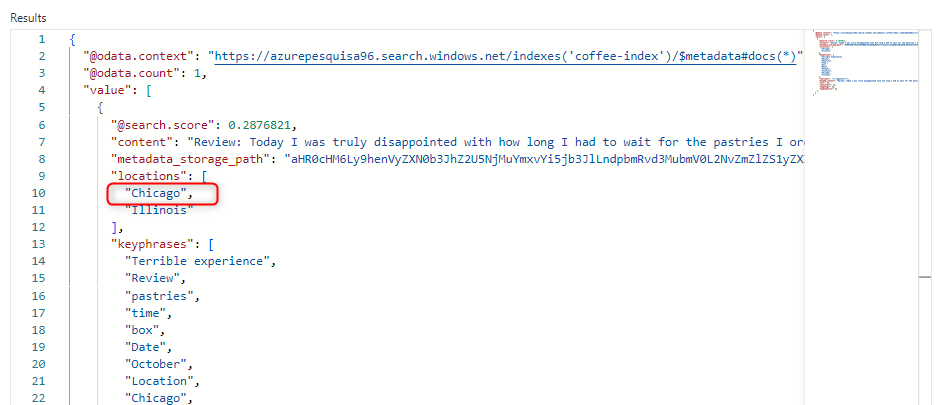 Results
1 {
2 "@odata.context": "https://azurepesquisa96.search.windows.net/indexes('coffee-index')/$metadata#docs(*)"
3 "@odata.count": 1,
4 "value": [
5 {
6 "@search.score": 0.2876821,
7 "content": "Review: Today I was truly disappointed with how long I had to wait for the pastries I or
8 "metadata_storage_path": "aHR0cHM6Ly9henVyZXN0b3JhZ2U5NjMuYmxvYi5jb3JlLndpbmRvd3MubmV0L2NvZmZlZS1yZX
9 "locations": [
10 "Chicago",
11 "Illinois"
12 ],
13 "keyphrases": [
14 "Terrible experience",
15 "Review",
16 "pastries",
17 "time",
18 "box",
19 "Date",
20 "October",
21 "Location",
22 "Chicago",